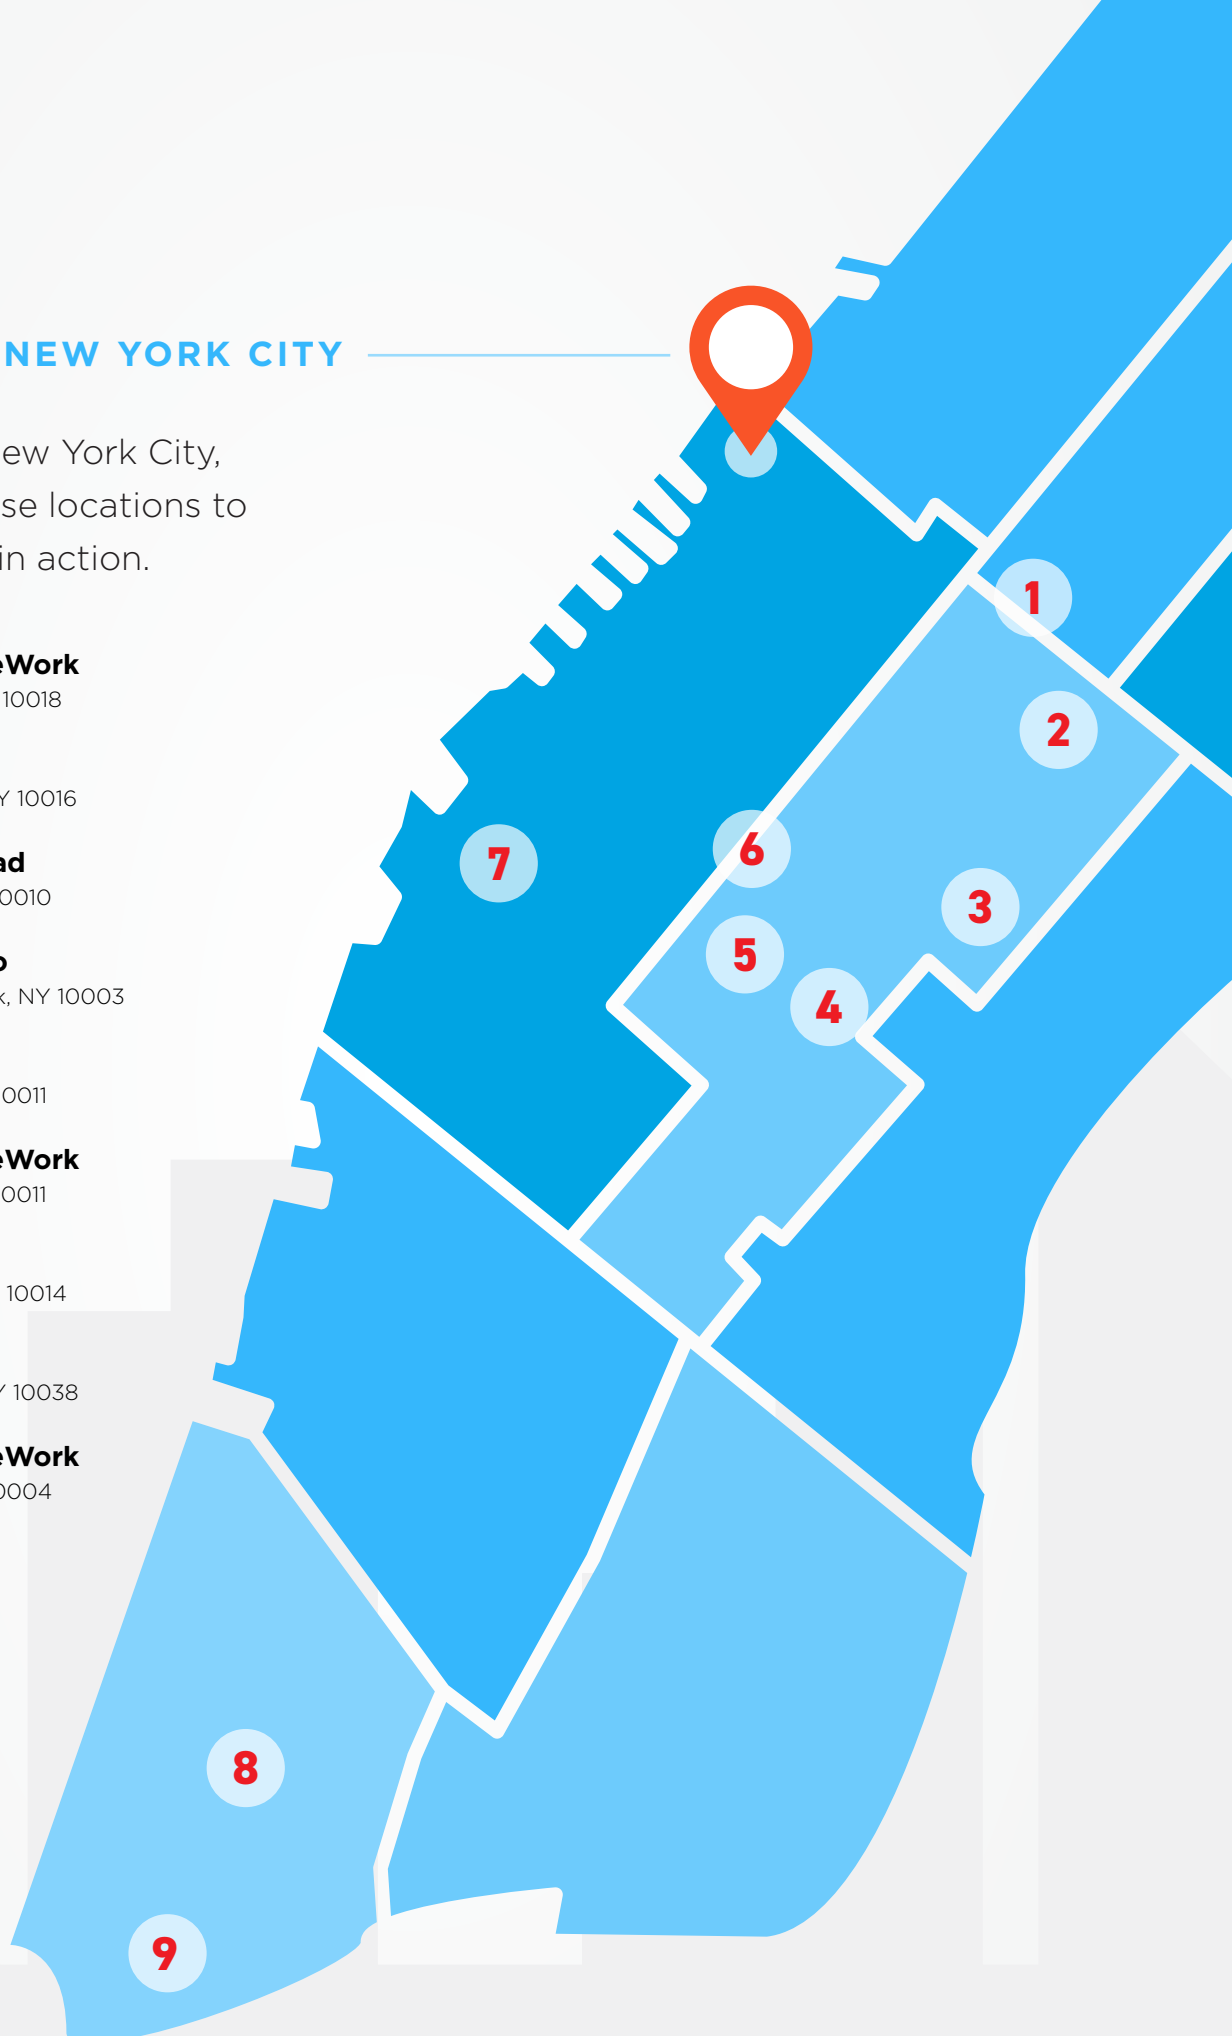 NEW YORK CITY
ew York City,
se locations to
in action.
eWork
10018
Y 10016
ad
0010
o
k, NY 10003
0011
eWork
0011
10014
Y 10038
eWork
0004
1
2
6
7
3
5
4
8
9